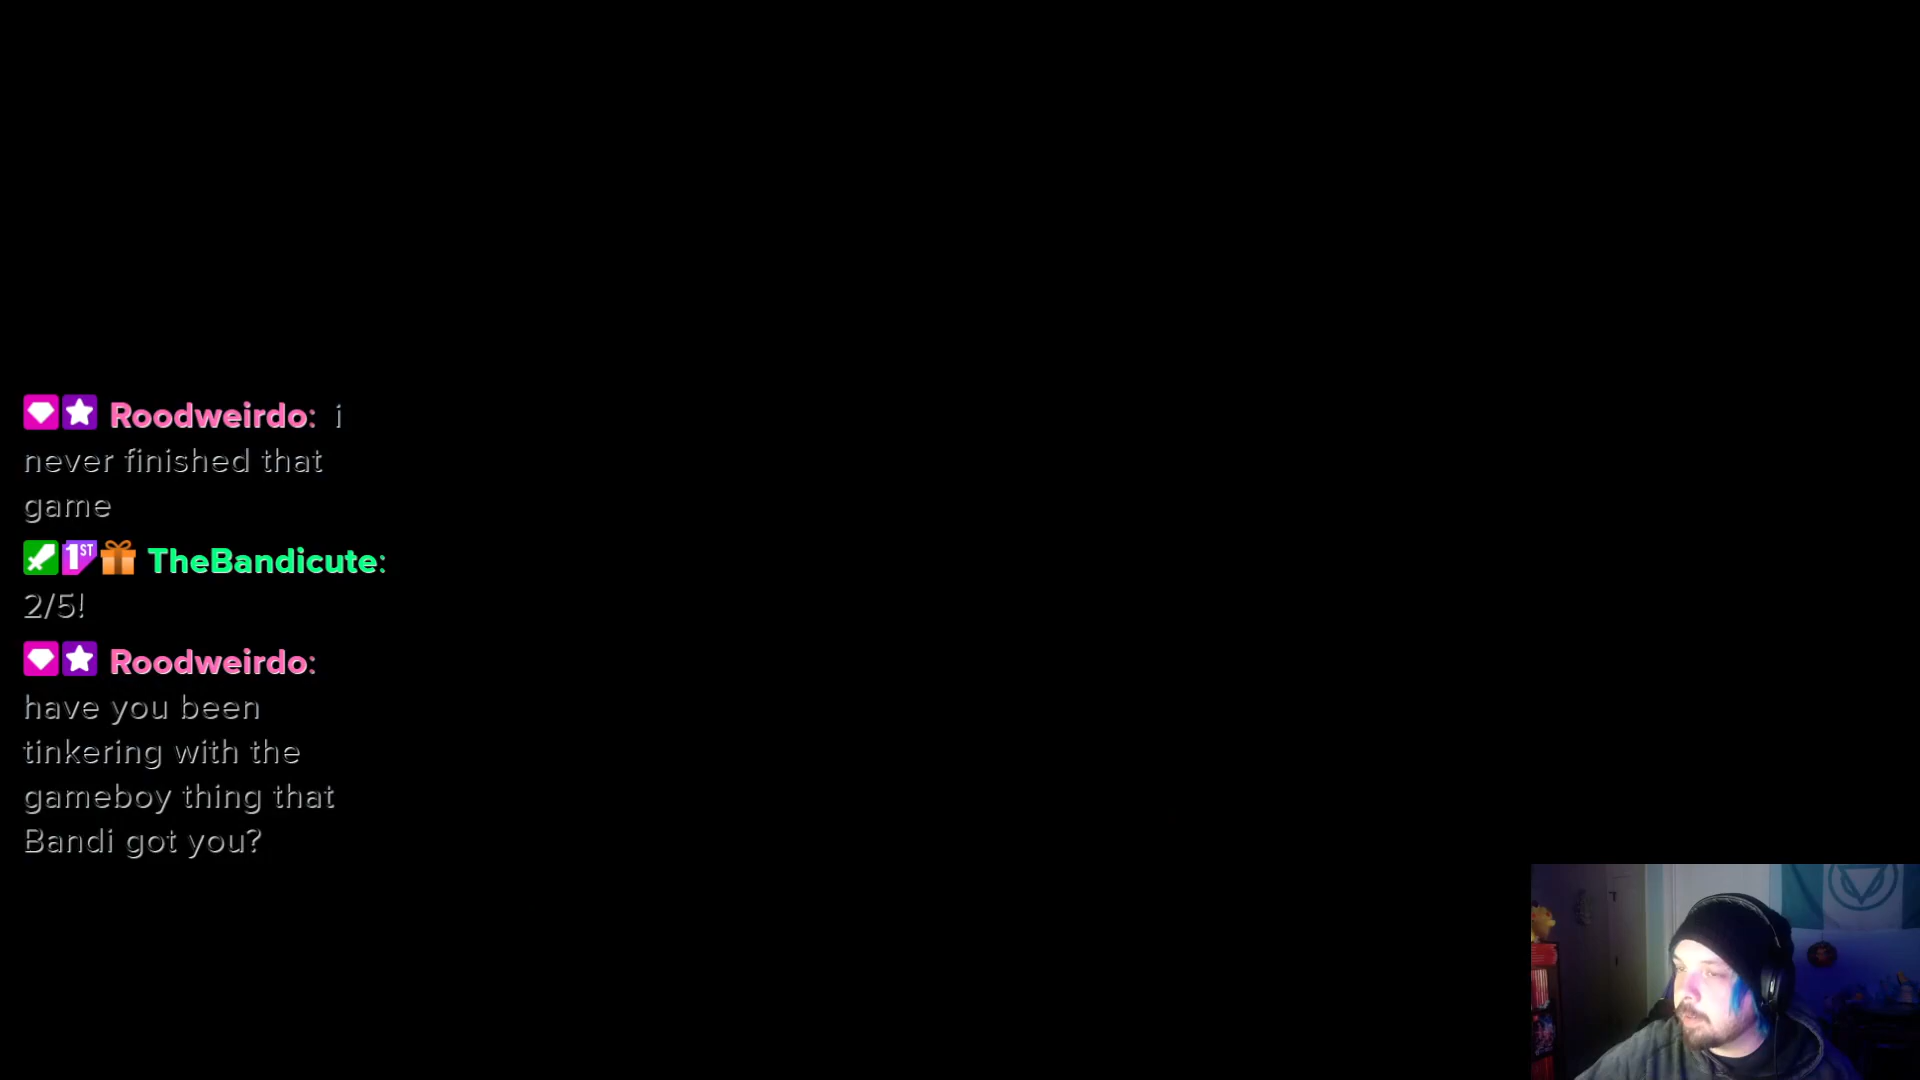 Roodweirdo: i
never finished that
game
1ST TheBandicute:
2/5!
Roodweirdo:
have you been
tinkering with the
gameboy thing that
Bandi got you?